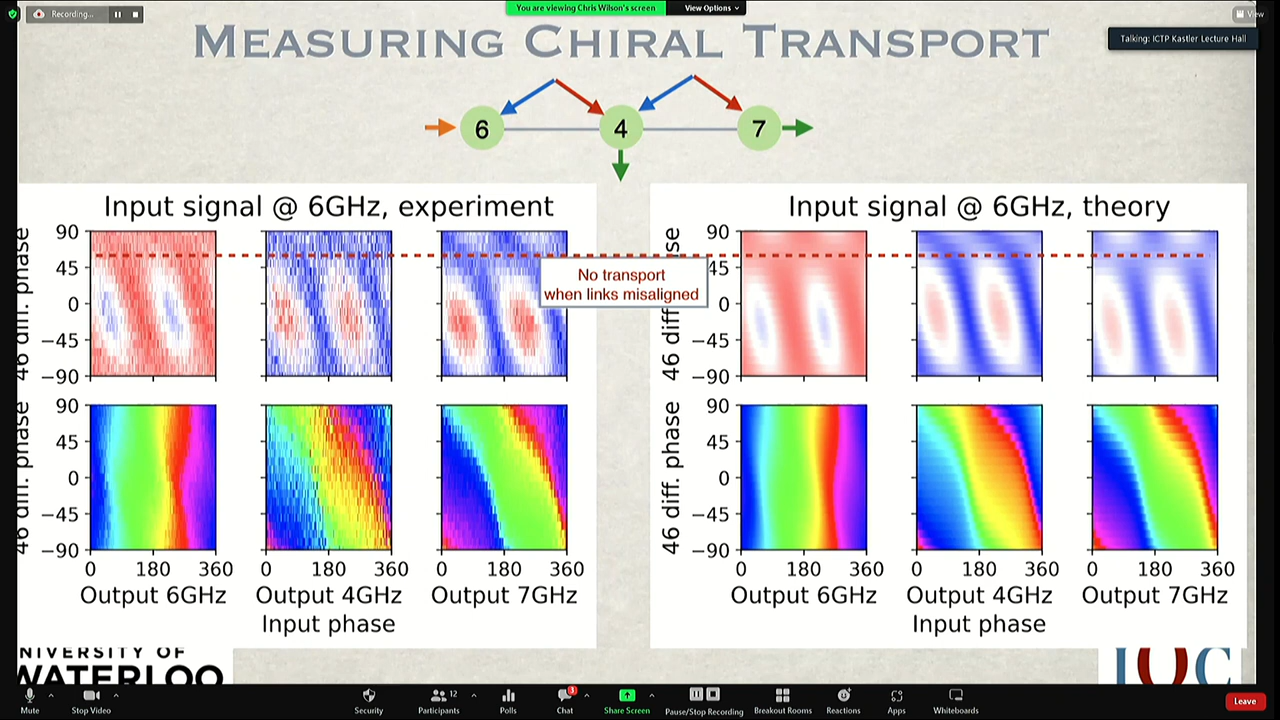 Recording...
You are viewing Chris Wilson's screen
View Options
View
Talking: ICTP Kastler Lecture Hall
MEASURING CHIRAL TRANSPORT
6
4
7
Input signal @ 6GHz, experiment
Input signal @ 6GHz, theory
No transport
when links misaligned
46 diff. phase
90
45
0
−45
−90
46 diff. phase
90
45
0
−45
−90
46 diff. phase
90
45
0
−45
−90
46 diff. phase
90
45
0
−45
−90
0 180 360
0 180 360
0 180 360
0 180 360
0 180 360
0 180 360
Output 6GHz
Output 4GHz
Output 7GHz
Output 6GHz
Output 4GHz
Output 7GHz
Input phase
Input phase
NIVERSITY OF
WATERLOO
IQC
Mute
Stop Video
Security
12
Participants
Polls
3
Chat
Share Screen
Pause/Stop Recording
Breakout Rooms
Reactions
Apps
Whiteboards
Leave